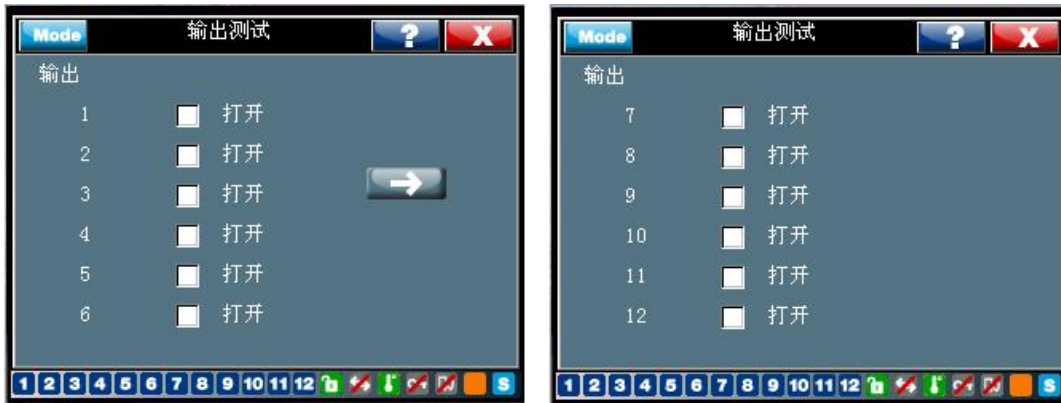 Mode 输出测试 ? X
输出
1 打开
2 打开
3 打开
4 打开
5 打开
6 打开
1 2 3 4 5 6 7 8 9 10 11 12 S
Mode 输出测试 ? X
输出
7 打开
8 打开
9 打开
10 打开
11 打开
12 打开
1 2 3 4 5 6 7 8 9 10 11 12 S